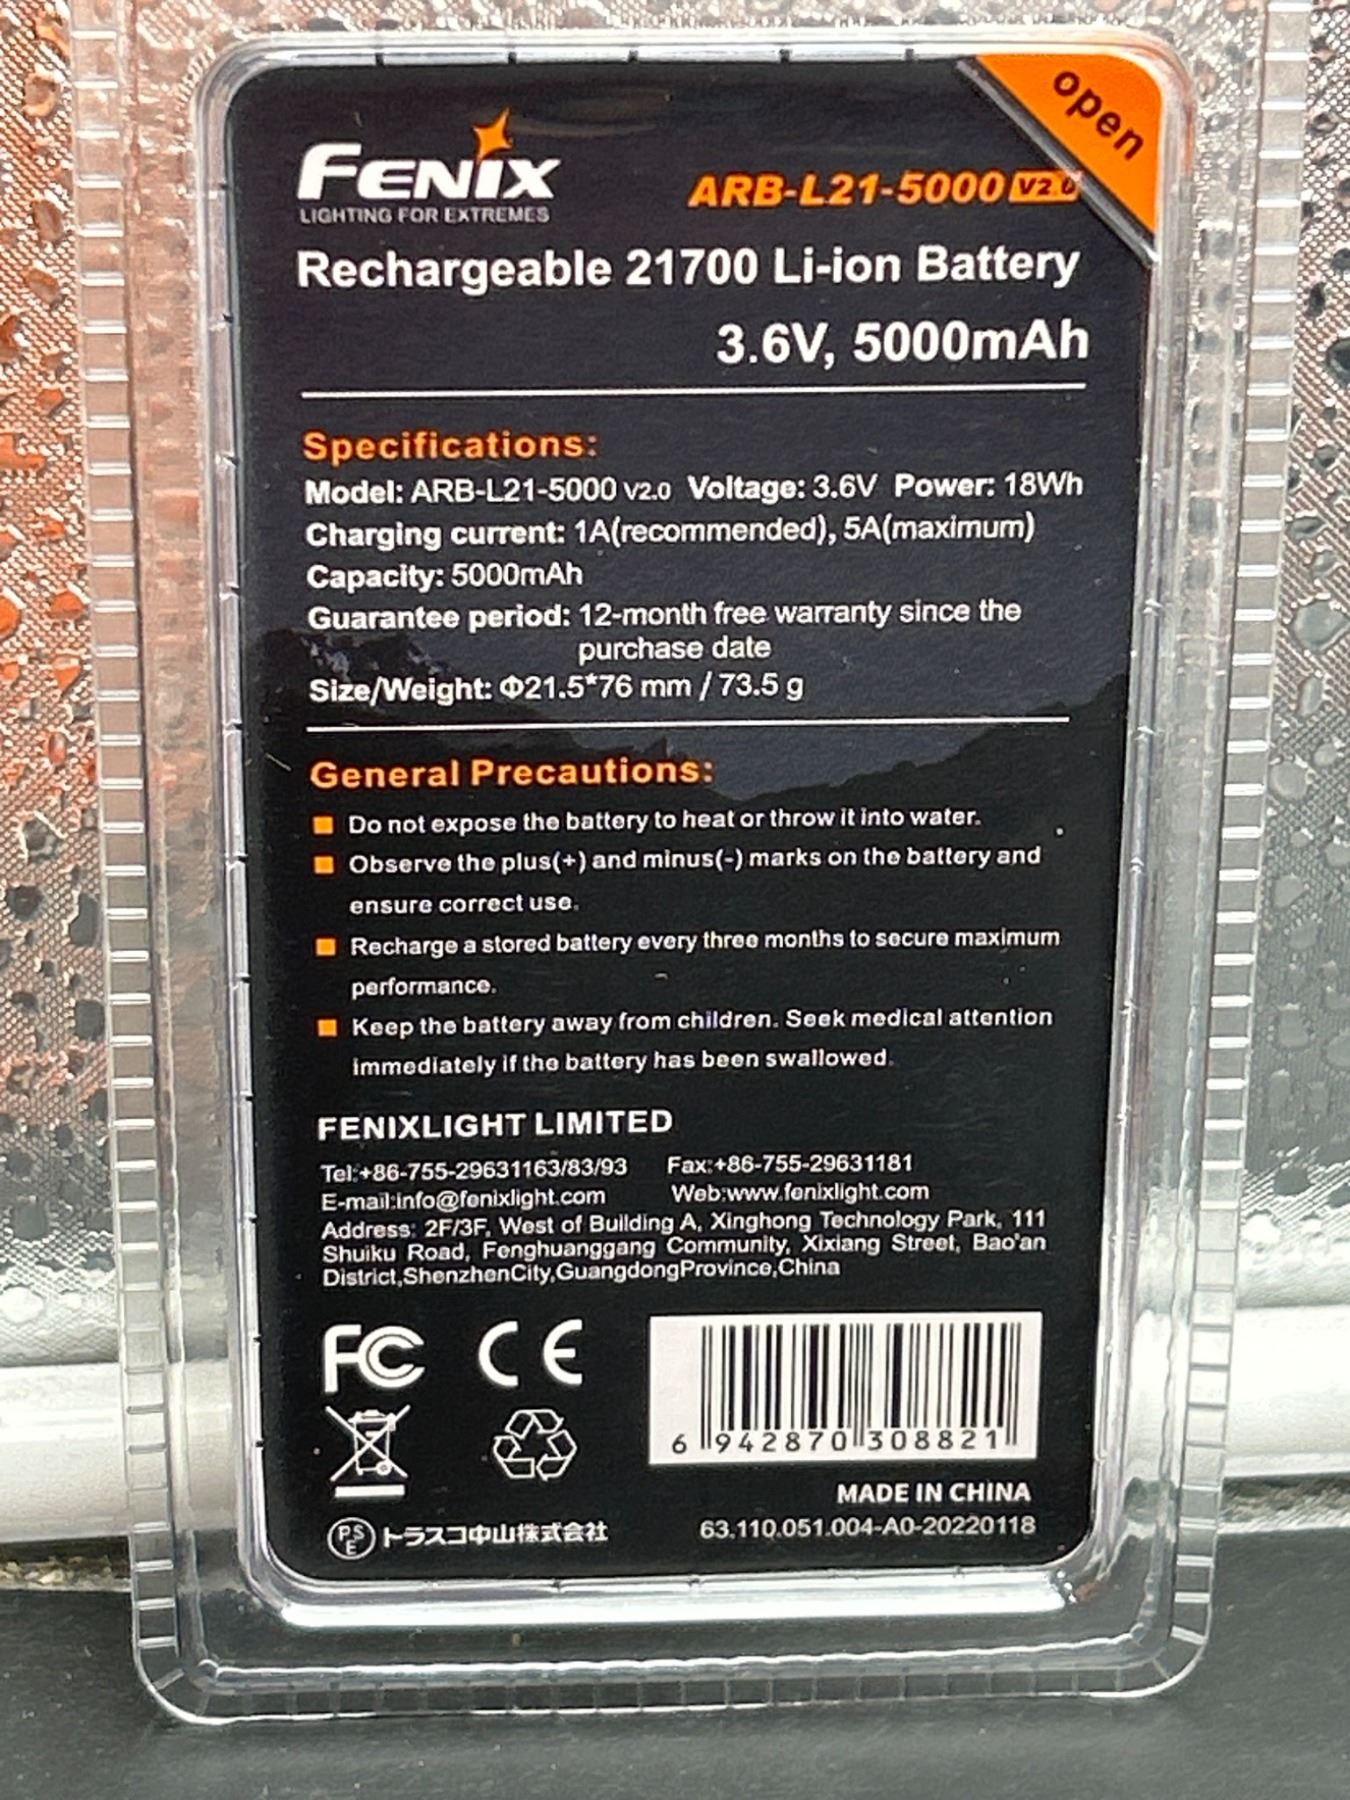 open
FENIX
LIGHTING FOR EXTREMES
ARB-L21-5000 V2.0
Rechargeable 21700 Li-ion Battery
3.6V, 5000mAh
Specifications:
Model: ARB-L21-5000 V2.0 Voltage: 3.6V Power: 18Wh
Charging current: 1A(recommended), 5A(maximum)
Capacity: 5000mAh
Guarantee period: 12-month free warranty since the
purchase date
Size/Weight: Φ21.5*76 mm / 73.5 g
General Precautions:
Do not expose the battery to heat or throw it into water.
Observe the plus(+) and minus(-) marks on the battery and
ensure correct use.
Recharge a stored battery every three months to secure maximum
performance.
Keep the battery away from children. Seek medical attention
immediately if the battery has been swallowed.
FENIXLIGHT LIMITED
Tel:+86-755-29631163/83/93 Fax:+86-755-29631181
E-mail:info@fenixlight.com Web:www.fenixlight.com
Address: 2F/3F, West of Building A, Xinghong Technology Park, 111
Shuiku Road, Fenghuanggang Community, Xixiang Street, Bao'an
District,ShenzhenCity,GuangdongProvince,China
FC CE
6 942870 308821
MADE IN CHINA
PSE トラスコ中山株式会社 63.110.051.004-A0-20220118